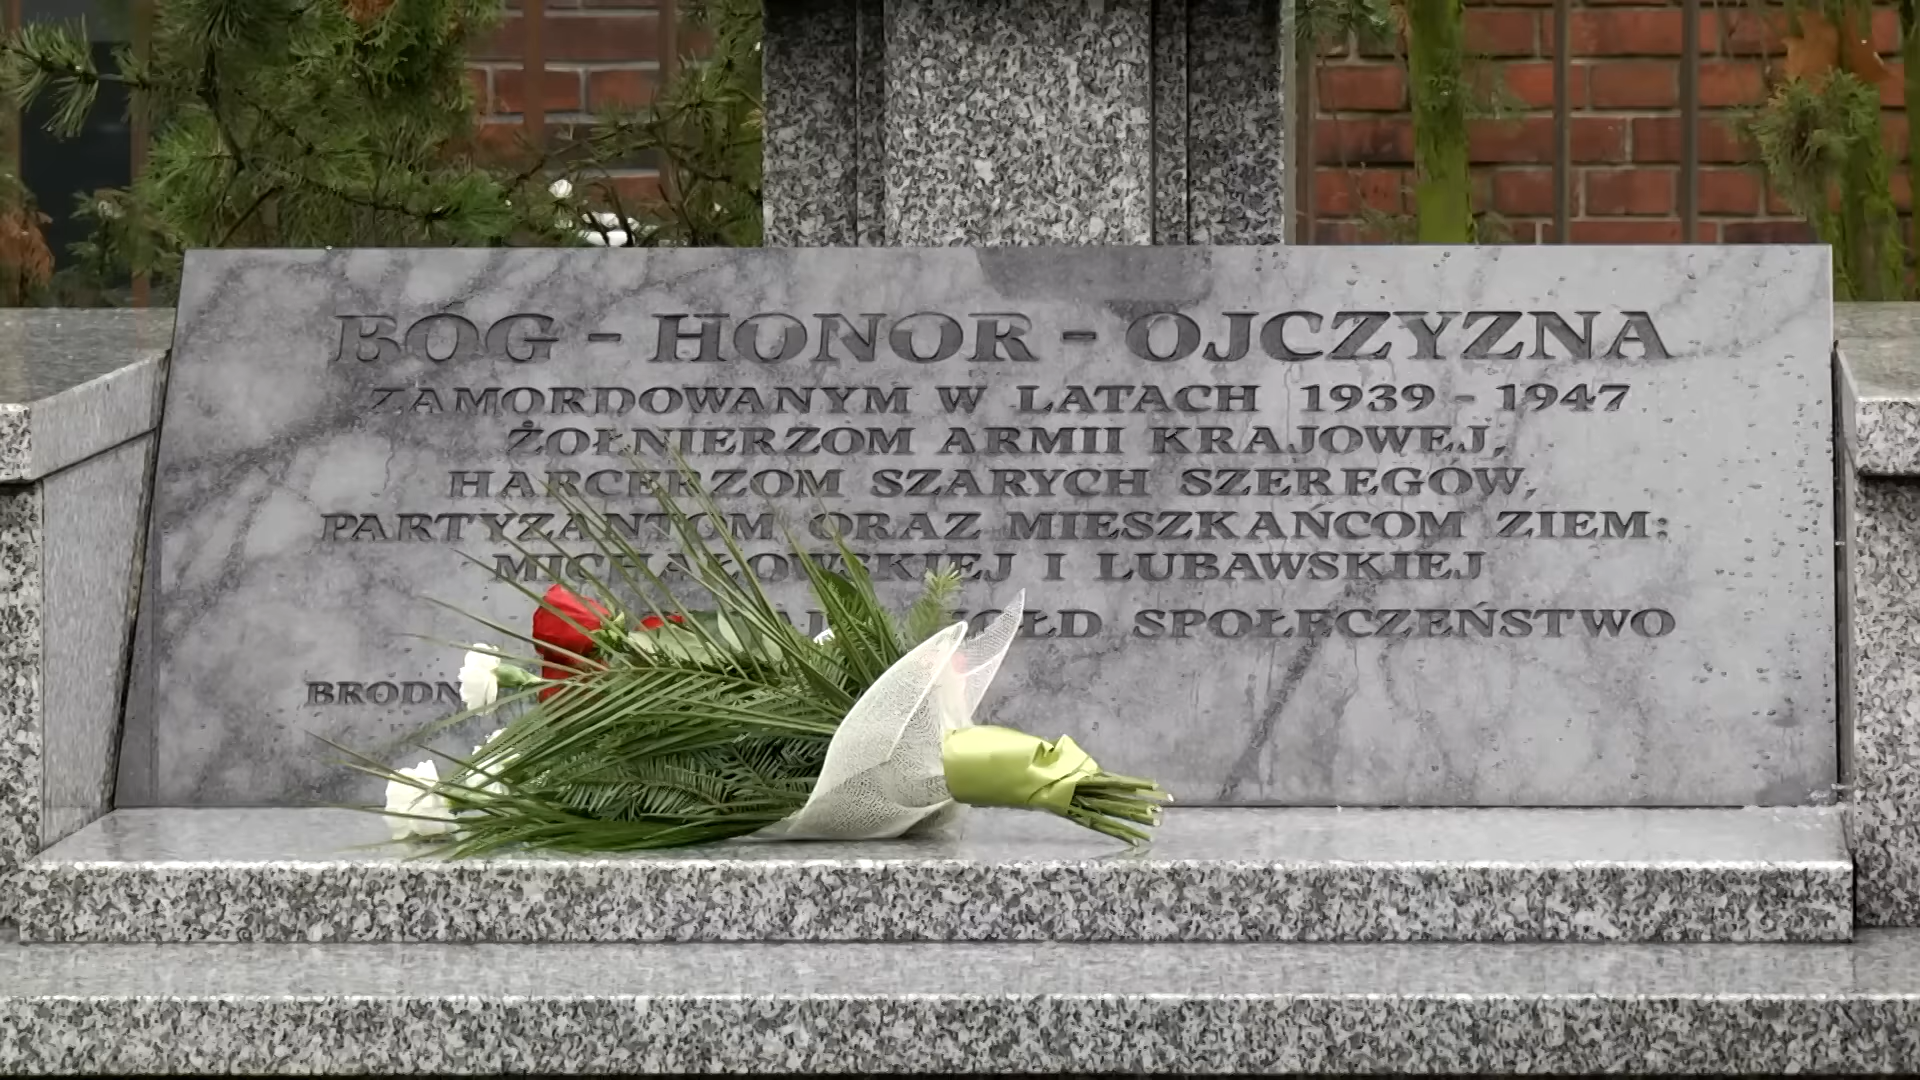 BÓG - HONOR - OJCZYZNA
ZAMORDOWANYM W LATACH 1939 - 1947
ŻOŁNIERZOM ARMII KRAJOWEJ,
HARCERZOM SZARYCH SZEREGÓW,
PARTYZANTOM ORAZ MIESZKAŃCOM ZIEM:
MICHAŁOWSKIEJ I LUBAWSKIEJ
SPOŁECZEŃSTWO